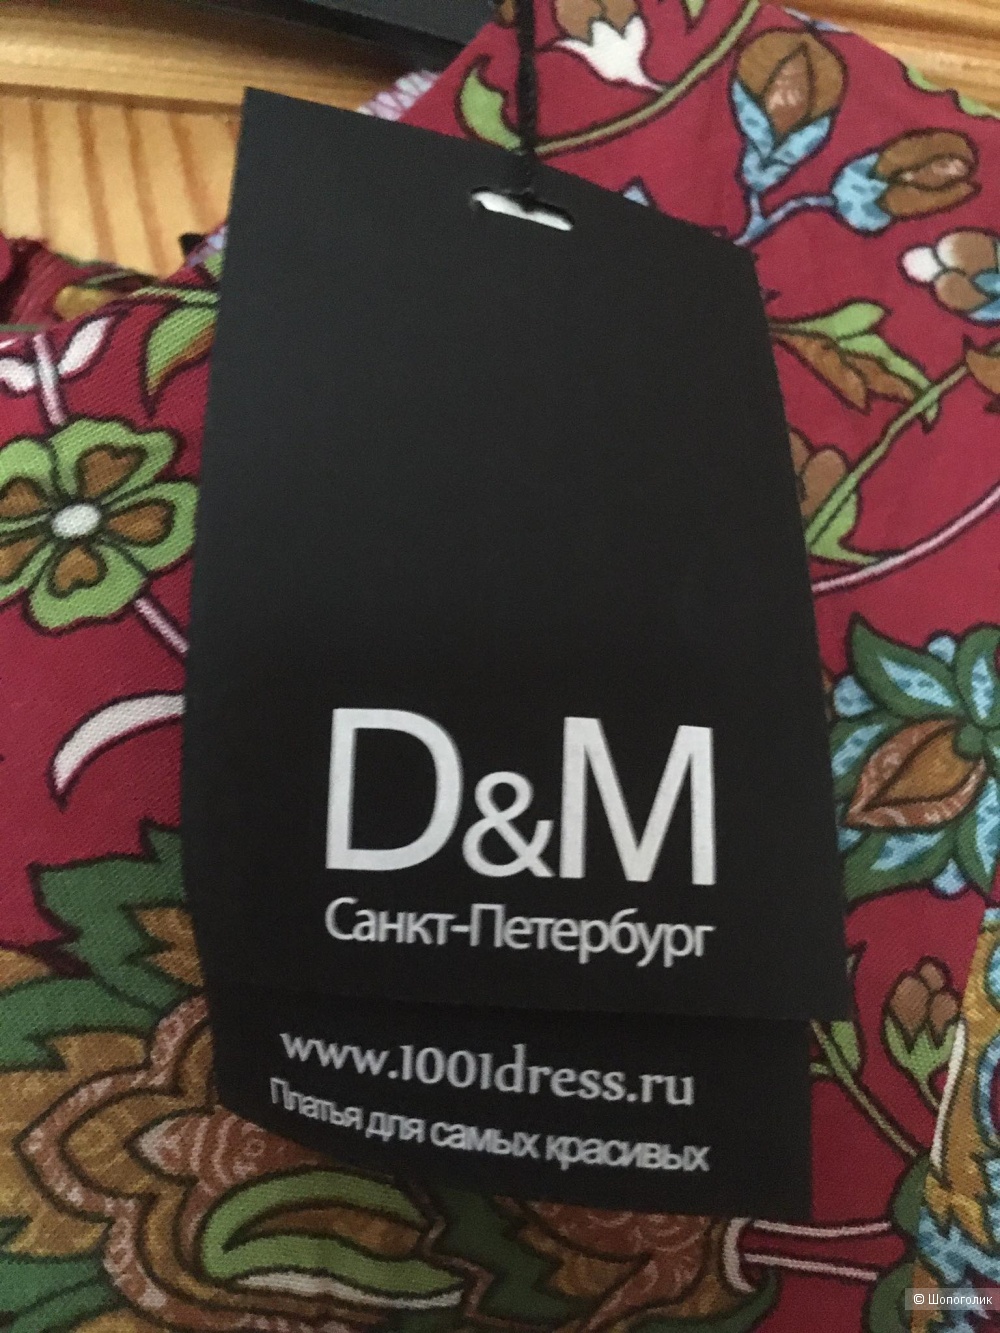 D&M
Санкт-Петербург
www.1001dress.ru
Платья для самых красивых
© Шопоголик